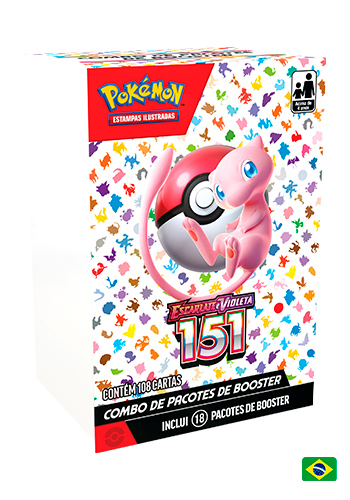 POKÉMON
ESTAMPAS ILUSTRADAS
Acima de
6 anos
ESCARLATE E VIOLETA
151
CONTÉM 108 CARTAS
COMBO DE PACOTES DE BOOSTER
INCLUI 18 PACOTES DE BOOSTER